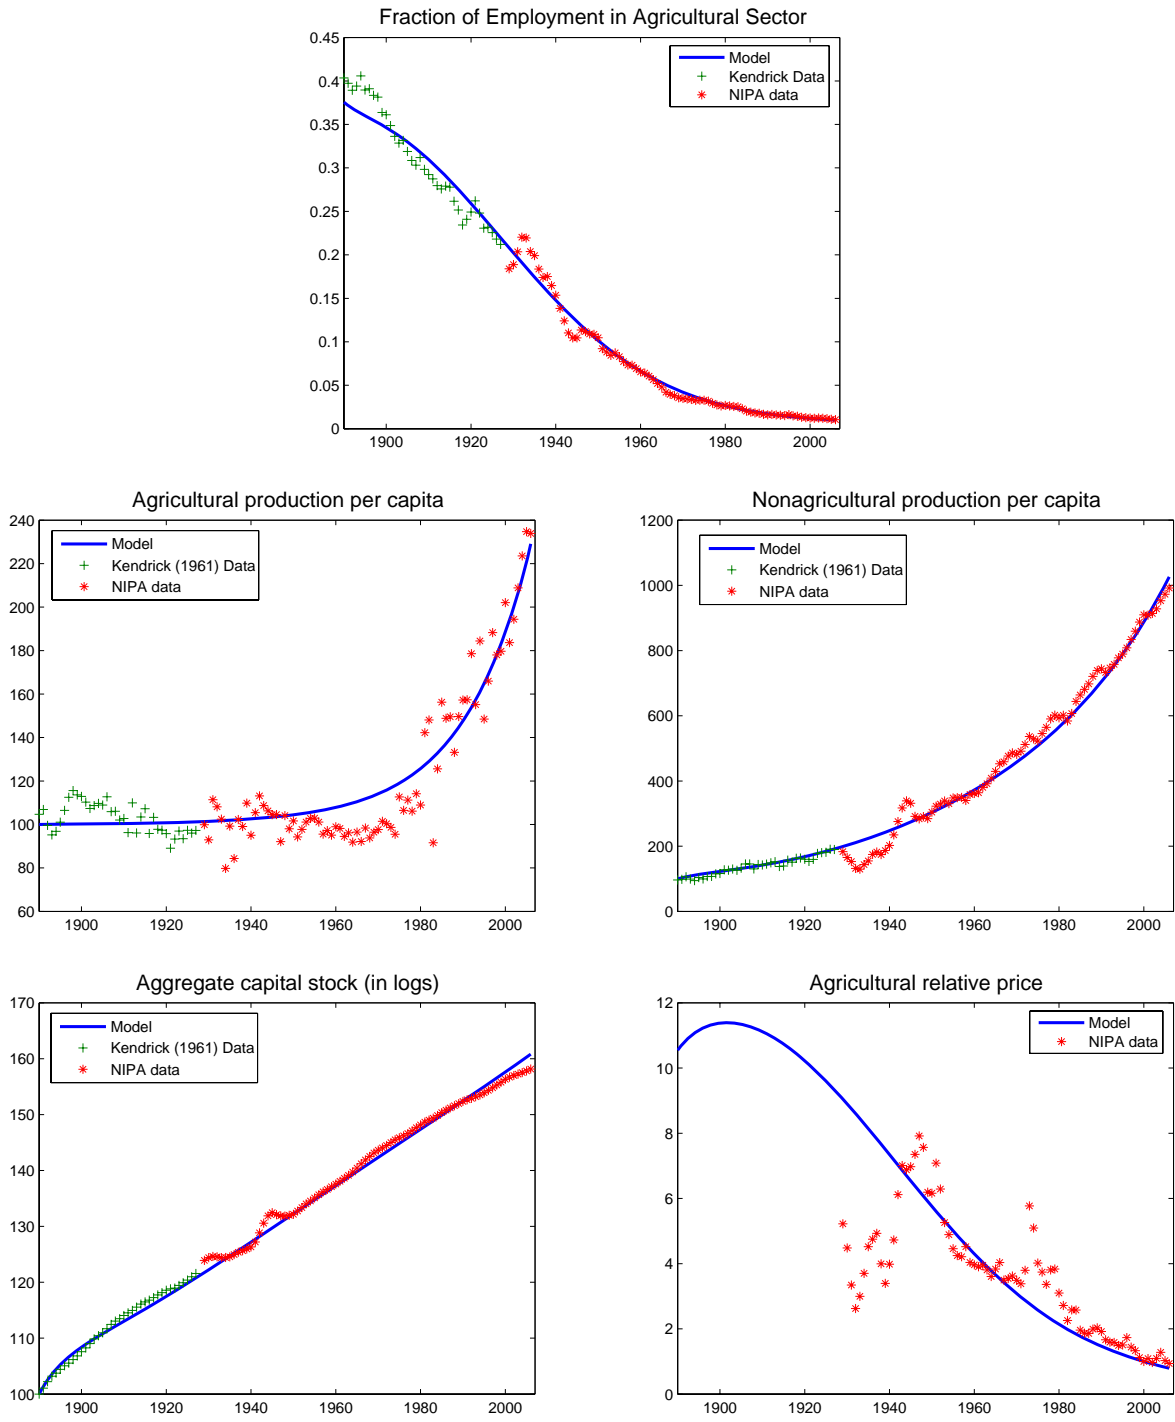 Fraction of Employment in Agricultural Sector
0.45
0.4
0.35
0.3
0.25
0.2
0.15
0.1
0.05
0
1900 1920 1940 1960 1980 2000
Model
Kendrick Data
NIPA data
Agricultural production per capita
240
220
200
180
160
140
120
100
80
60
1900 1920 1940 1960 1980 2000
Model
Kendrick (1961) Data
NIPA data
Nonagricultural production per capita
1200
1000
800
600
400
200
0
1900 1920 1940 1960 1980 2000
Model
Kendrick (1961) Data
NIPA data
Aggregate capital stock (in logs)
170
160
150
140
130
120
110
100
1900 1920 1940 1960 1980 2000
Model
Kendrick (1961) Data
NIPA data
Agricultural relative price
12
10
8
6
4
2
0
1900 1920 1940 1960 1980 2000
Model
NIPA data